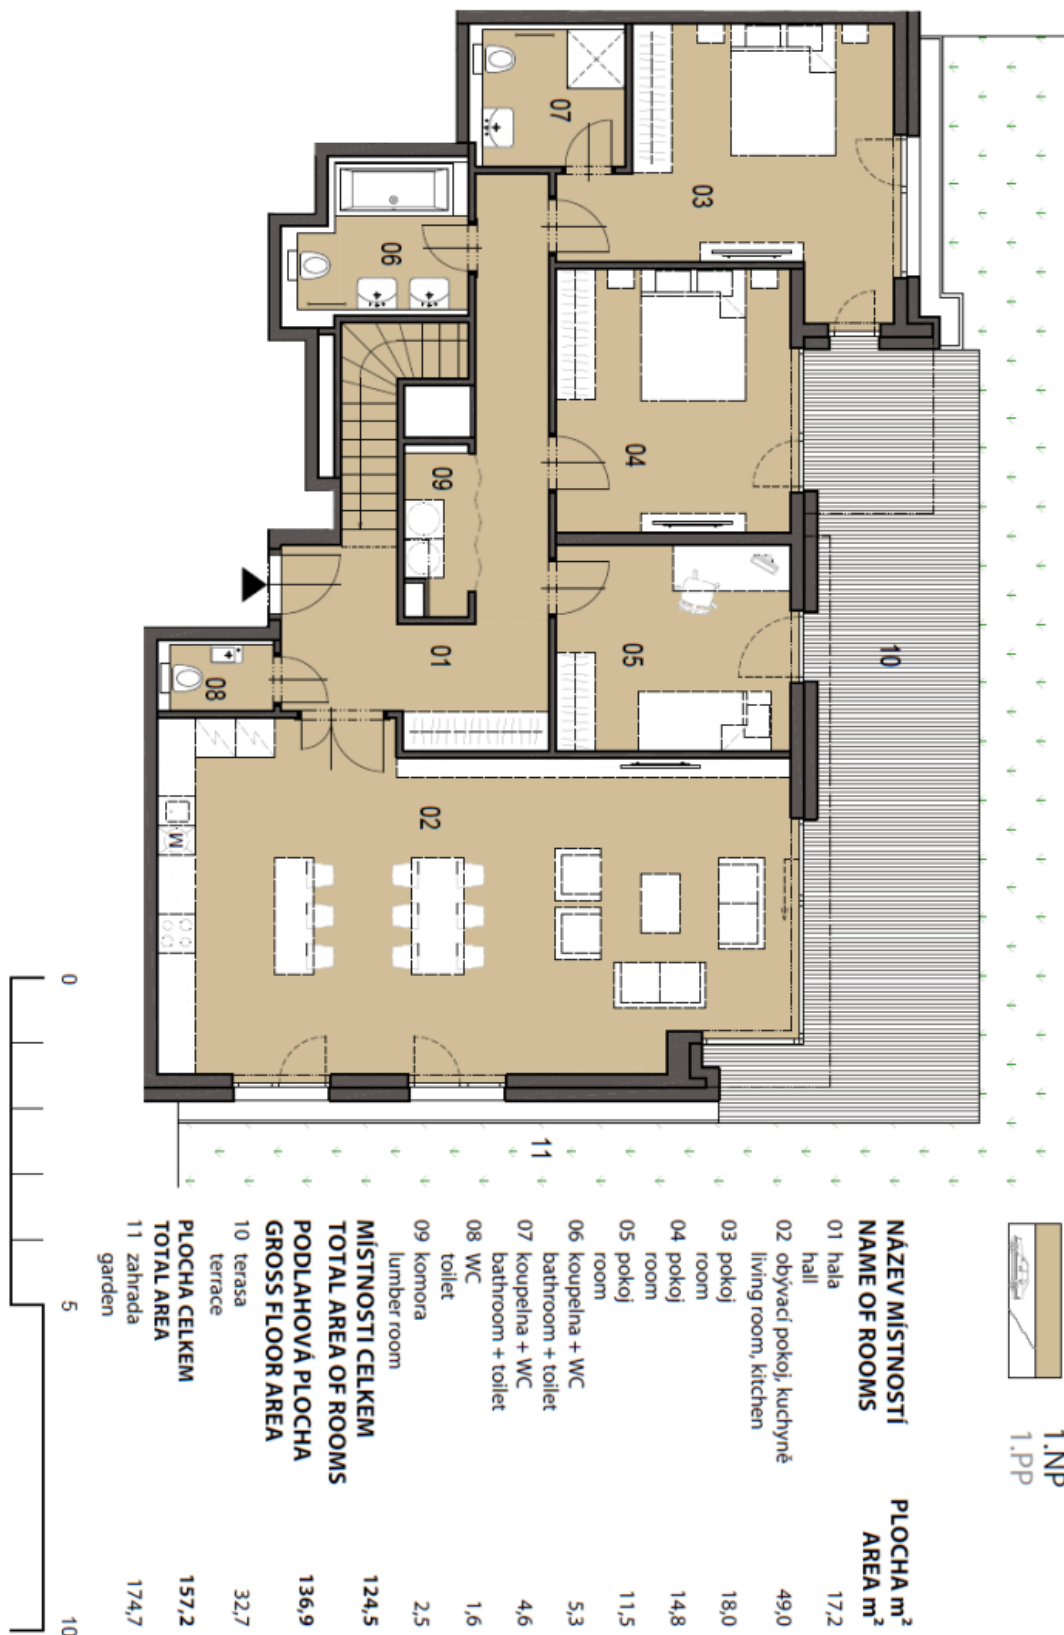 1.NP
1.PP
NÁZEV MÍSTNOSTÍ PLOCHA m²
NAME OF ROOMS AREA m²
01 hala 17,2
hall
02 obývací pokoj, kuchyně 49,0
living room, kitchen
03 pokoj 18,0
room
04 pokoj 14,8
room
05 pokoj 11,5
room
06 koupelna + WC 5,3
bathroom + toilet
07 koupelna + WC 4,6
bathroom + toilet
08 WC 1,6
toilet
09 komora 2,5
lumber room
MÍSTNOSTI CELKEM 124,5
TOTAL AREA OF ROOMS
PODLAHOVÁ PLOCHA 136,9
GROSS FLOOR AREA
10 terasa 32,7
terrace
PLOCHA CELKEM 157,2
TOTAL AREA
11 zahrada 174,7
garden
07
03
06
04
09
05
10
01
08
02
M
11
0 5 10